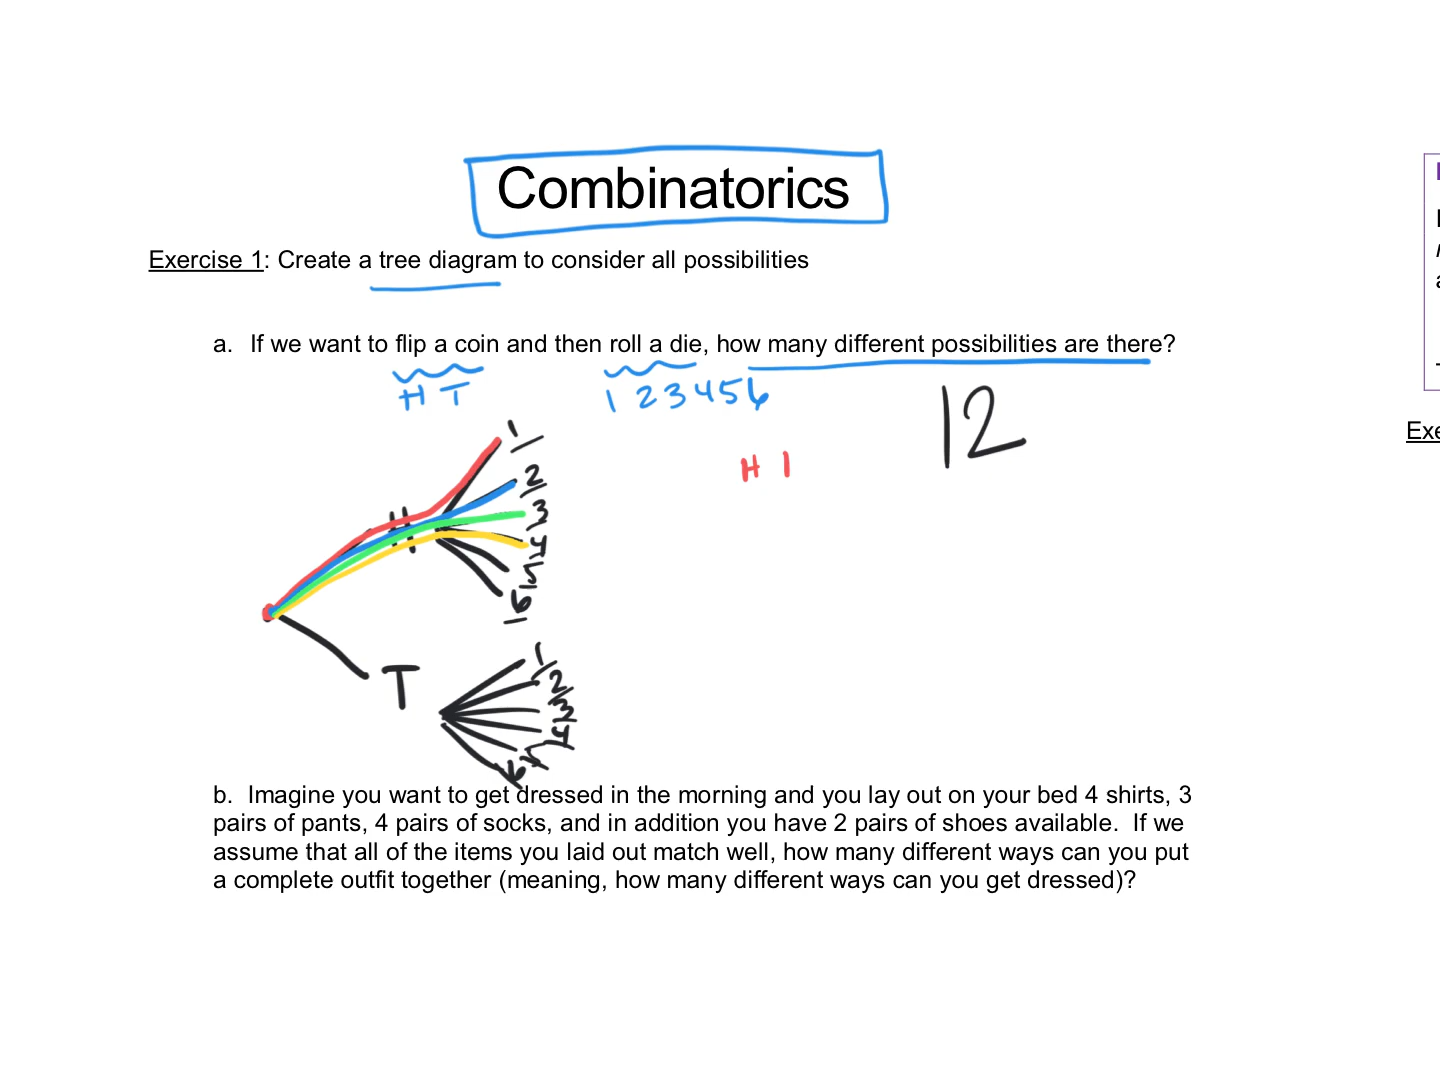 Combinatorics
Exercise 1: Create a tree diagram to consider all possibilities
a. If we want to flip a coin and then roll a die, how many different possibilities are there?
H T 1 2 3 4 5 6
12
H 1
H
1
2
3
4
5
6
T
1
2
3
4
5
6
b. Imagine you want to get dressed in the morning and you lay out on your bed 4 shirts, 3
pairs of pants, 4 pairs of socks, and in addition you have 2 pairs of shoes available. If we
assume that all of the items you laid out match well, how many different ways can you put
a complete outfit together (meaning, how many different ways can you get dressed)?